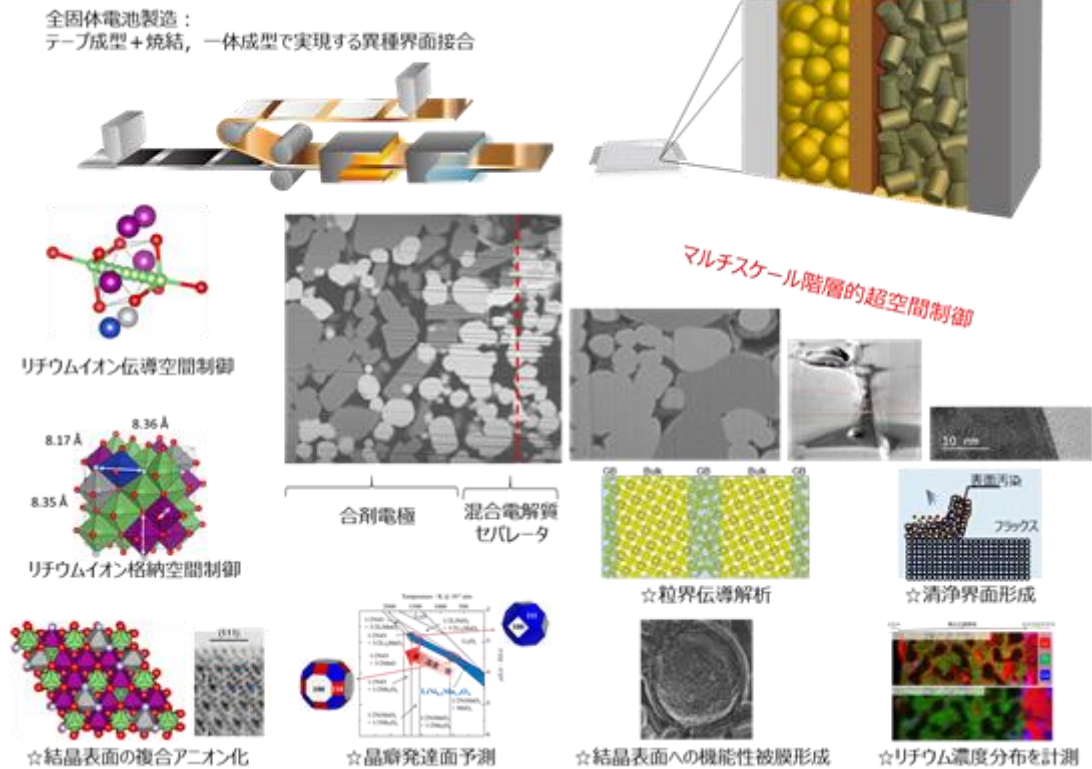 全固体電池製造：
テープ成型＋焼結，一体成型で実現する異種界面接合
マルチスケール階層的超空間制御
リチウムイオン伝導空間制御
8.36 Å
8.17 Å
8.35 Å
10 nm
GB Bulk GB Bulk GB
表面汚染
フラックス
合剤電極
混合電解質
セパレータ
リチウムイオン格納空間制御
☆粒界伝導解析
☆清浄界面形成
(111)
100
☆結晶表面の複合アニオン化
☆晶癖発達面予測
☆結晶表面への機能性被膜形成
☆リチウム濃度分布を計測